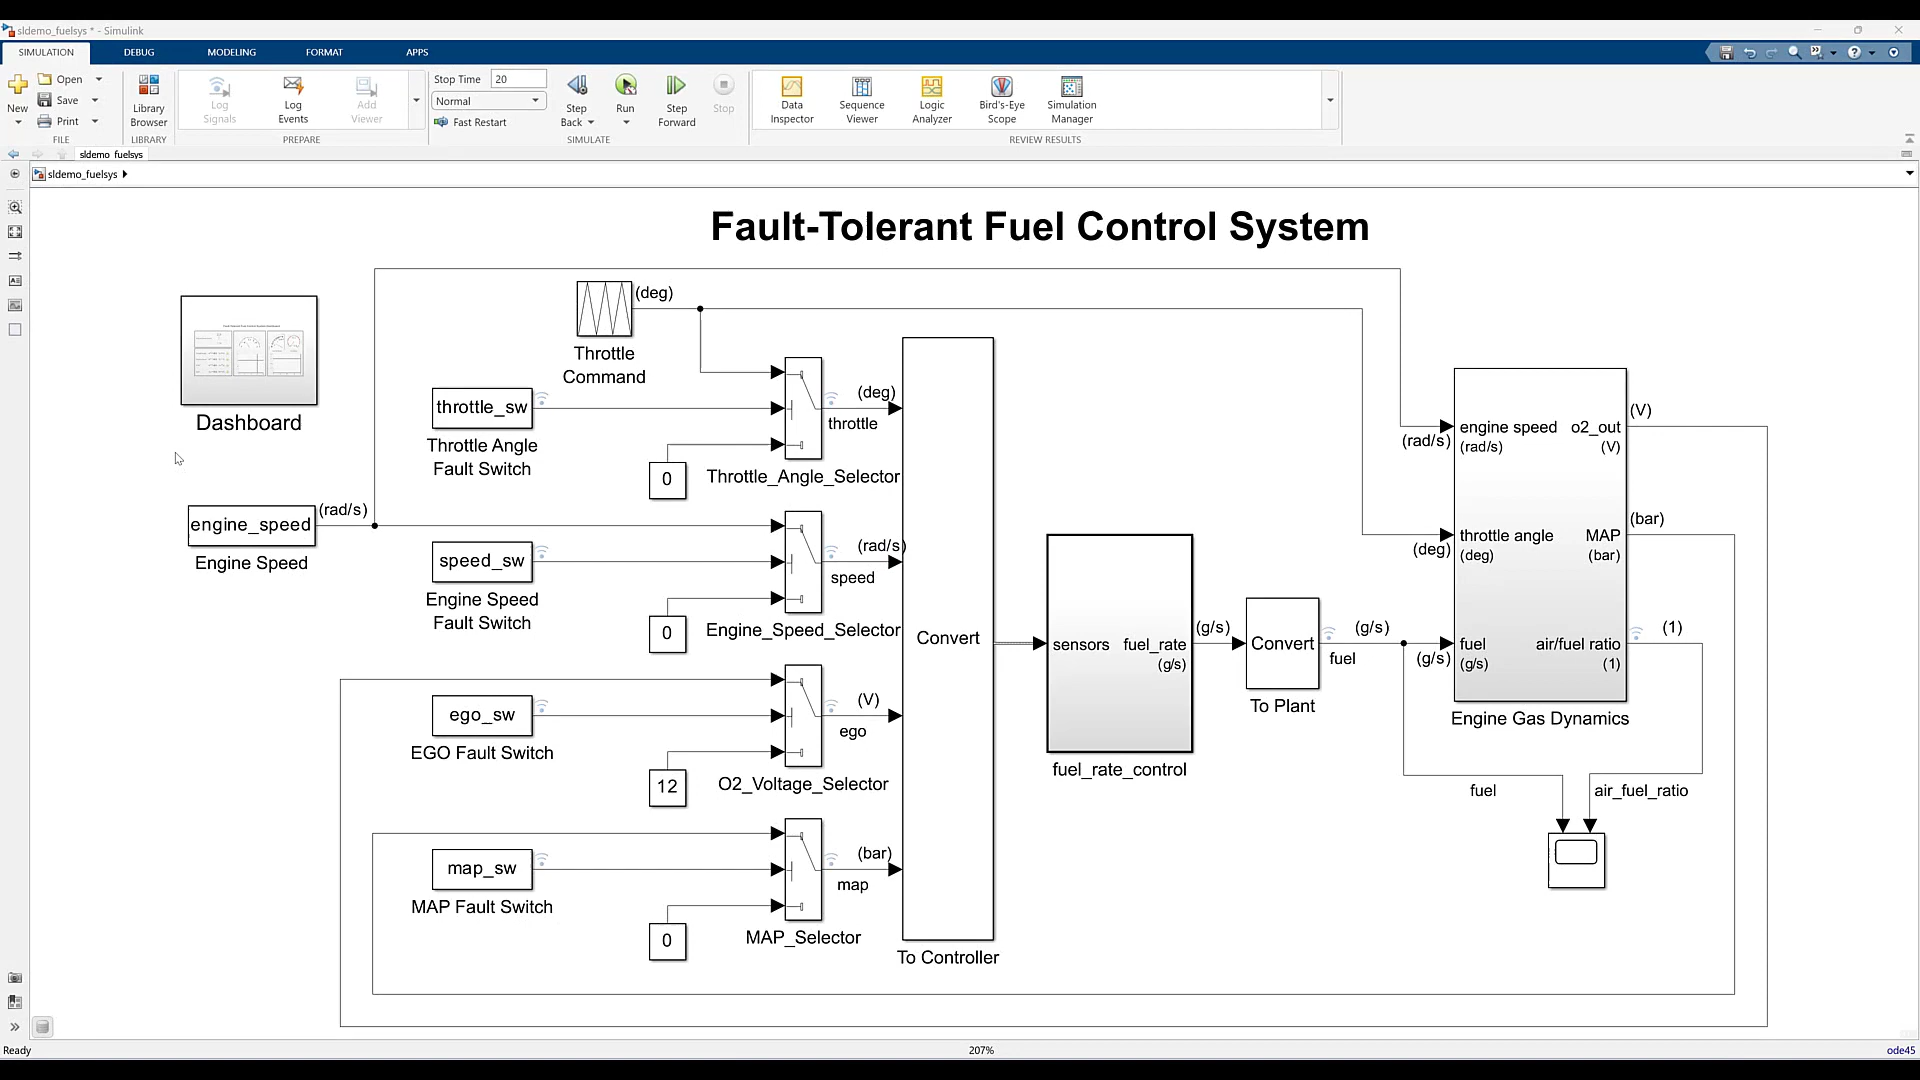 sldemo_fuelsys * - Simulink
SIMULATION
DEBUG
MODELING
FORMAT
APPS
New
Open
Save
Print
FILE
Library
Browser
LIBRARY
Log
Signals
Log
Events
Add
Viewer
PREPARE
Stop Time 20
Normal
Fast Restart
Step
Back
Run
Step
Forward
Stop
SIMULATE
Data
Inspector
Sequence
Viewer
Logic
Analyzer
Bird's-Eye
Scope
Simulation
Manager
REVIEW RESULTS
sldemo_fuelsys
sldemo_fuelsys
Fault-Tolerant Fuel Control System
Dashboard
(deg)
Throttle
Command
throttle_sw
Throttle Angle
Fault Switch
0
(deg)
throttle
Throttle_Angle_Selector
engine_speed
(rad/s)
Engine Speed
speed_sw
Engine Speed
Fault Switch
0
(rad/s)
speed
Engine_Speed_Selector
ego_sw
EGO Fault Switch
12
(V)
ego
O2_Voltage_Selector
map_sw
MAP Fault Switch
0
(bar)
map
MAP_Selector
Convert
To Controller
sensors
fuel_rate
(g/s)
fuel_rate_control
(g/s)
Convert
To Plant
(g/s)
fuel
(rad/s)
(deg)
(g/s)
engine speed
(rad/s)
o2_out
(V)
throttle angle
(deg)
MAP
(bar)
fuel
(g/s)
air/fuel ratio
(1)
Engine Gas Dynamics
(V)
(bar)
(1)
fuel
air_fuel_ratio
Ready
207%
ode45